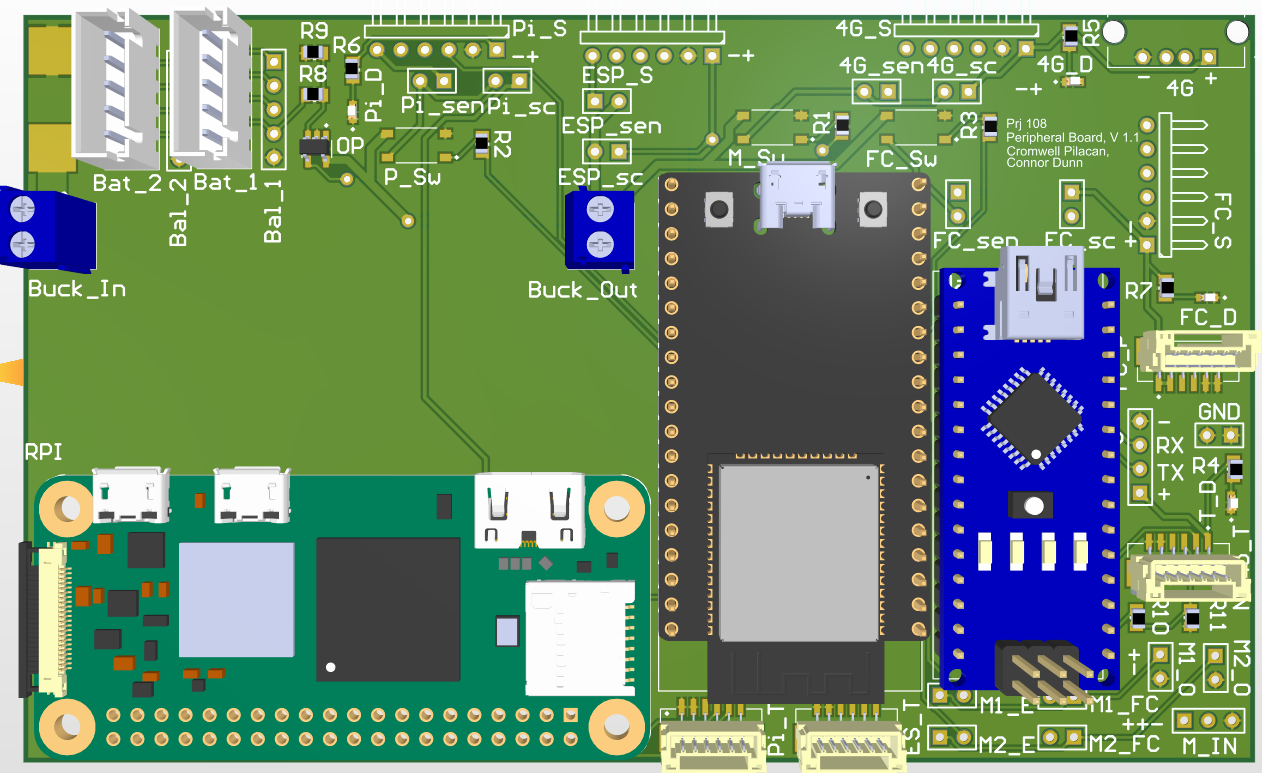 R9
R6
R8
Pi_S
-+
Pi_D
Pi_sen
Pi_sc
OP
R2
P_Sw
ESP_S
-+
ESP_sen
ESP_sc
4G_S
4G_sen
4G_sc
-+
R5
4G_D
- 4G +
R1
M_Sw
R3
FC_Sw
Prj 108
Peripheral Board, V 1.1
Cromwell Pilacan,
Connor Dunn
Bat_2
Bat_1
Bal_2
Bal_1
Buck_In
Buck_Out
FC_sen
FC_sc
FC_S
-
+
R7
FC_D
GND
-
RX
TX
+
R4
T_D
RPI
R10
R11
+
-
M1_O
M2_O
M1_E
M1_FC
++-
M2_E
M2_FC
M_IN
Pi_T
ES_T